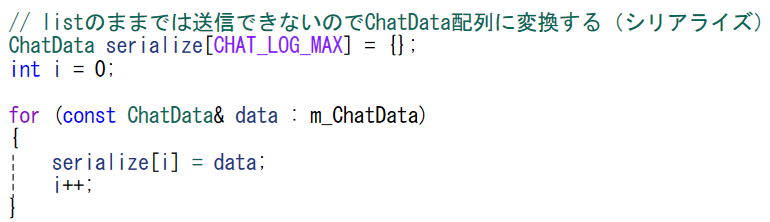 // listのままでは送信できないのでChatData配列に変換する（シリアライズ）
ChatData serialize[CHAT_LOG_MAX] = {};
int i = 0;

for (const ChatData& data : m_ChatData)
{
    serialize[i] = data;
    i++;
}